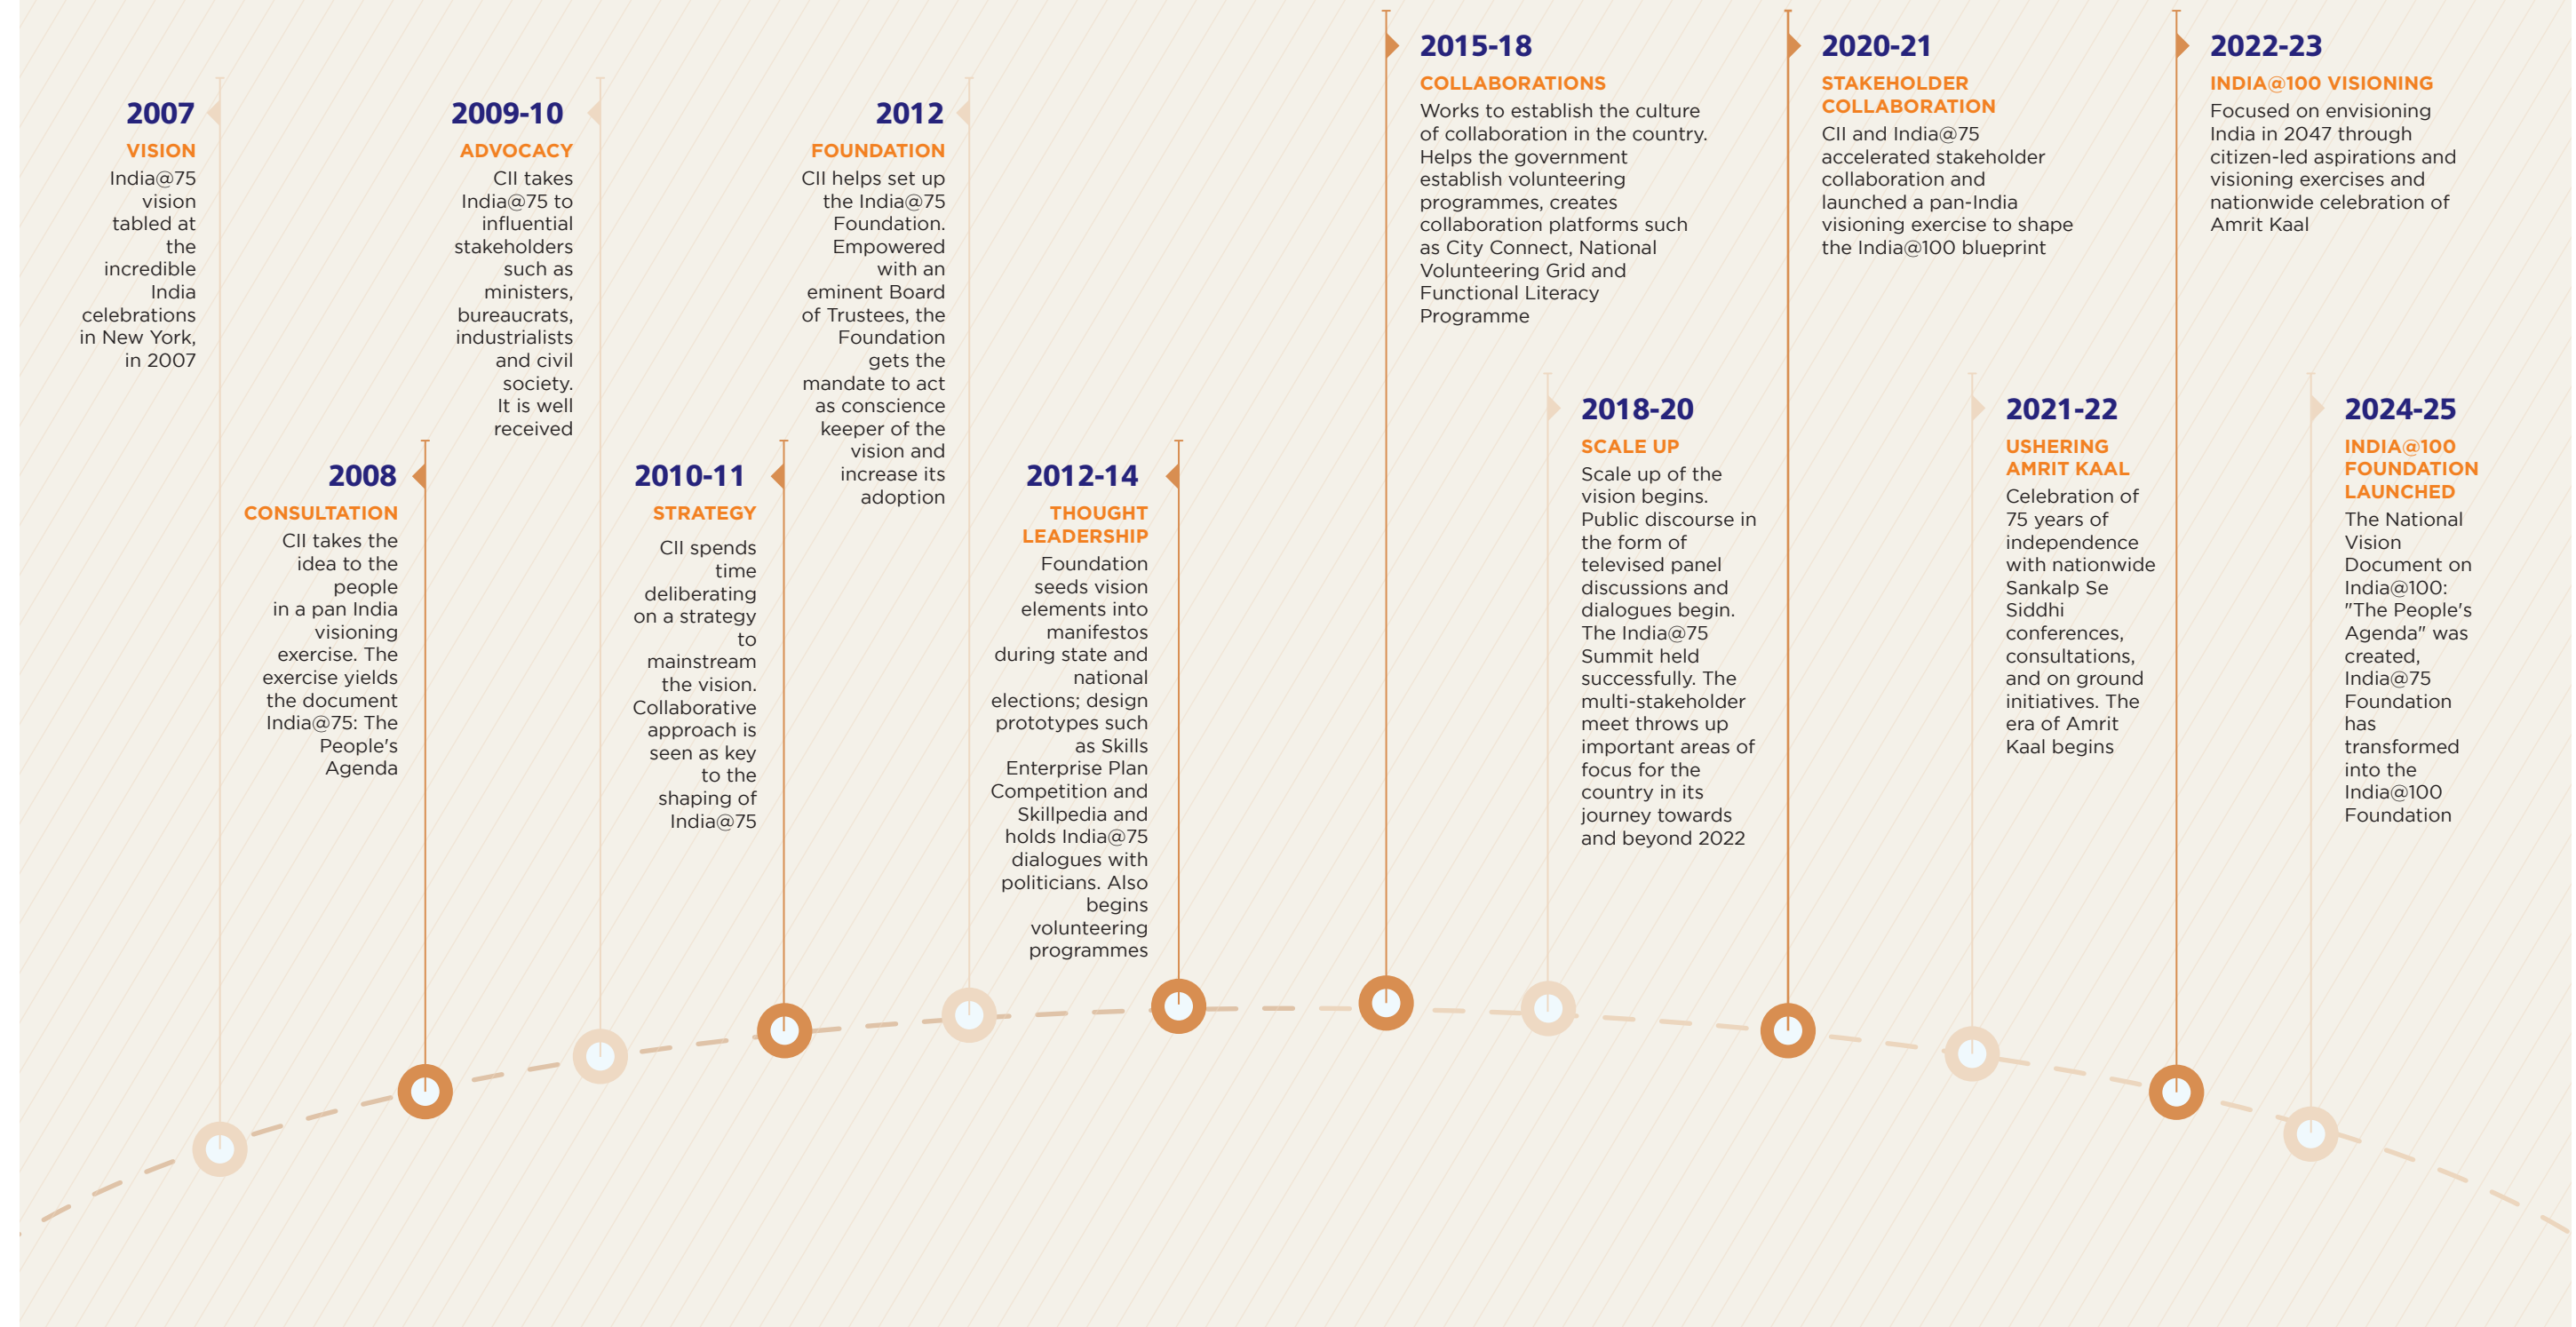 2007
VISION
India@75
vision
tabled at
the
incredible
India
celebrations
in New York,
in 2007
2008
CONSULTATION
CII takes the
idea to the
people
in a pan India
visioning
exercise. The
exercise yields
the document
India@75: The
People's
Agenda
2009-10
ADVOCACY
CII takes
India@75 to
influential
stakeholders
such as
ministers,
bureaucrats,
industrialists
and civil
society.
It is well
received
2010-11
STRATEGY
CII spends
time
deliberating
on a strategy
to
mainstream
the vision.
Collaborative
approach is
seen as key
to the
shaping of
India@75
2012
FOUNDATION
CII helps set up
the India@75
Foundation.
Empowered
with an
eminent Board
of Trustees, the
Foundation
gets the
mandate to act
as conscience
keeper of the
vision and
increase its
adoption
2012-14
THOUGHT
LEADERSHIP
Foundation
seeds vision
elements into
manifestos
during state and
national
elections; design
prototypes such
as Skills
Enterprise Plan
Competition and
Skillpedia and
holds India@75
dialogues with
politicians. Also
begins
volunteering
programmes
2015-18
COLLABORATIONS
Works to establish the culture
of collaboration in the country.
Helps the government
establish volunteering
programmes, creates
collaboration platforms such
as City Connect, National
Volunteering Grid and
Functional Literacy
Programme
2018-20
SCALE UP
Scale up of the
vision begins.
Public discourse in
the form of
televised panel
discussions and
dialogues begin.
The India@75
Summit held
successfully. The
multi-stakeholder
meet throws up
important areas of
focus for the
country in its
journey towards
and beyond 2022
2020-21
STAKEHOLDER
COLLABORATION
CII and India@75
accelerated stakeholder
collaboration and
launched a pan-India
visioning exercise to shape
the India@100 blueprint
2021-22
USHERING
AMRIT KAAL
Celebration of
75 years of
independence
with nationwide
Sankalp Se
Siddhi
conferences,
consultations,
and on ground
initiatives. The
era of Amrit
Kaal begins
2022-23
INDIA@100 VISIONING
Focused on envisioning
India in 2047 through
citizen-led aspirations and
visioning exercises and
nationwide celebration of
Amrit Kaal
2024-25
INDIA@100
FOUNDATION
LAUNCHED
The National
Vision
Document on
India@100:
"The People's
Agenda" was
created,
India@75
Foundation
has
transformed
into the
India@100
Foundation